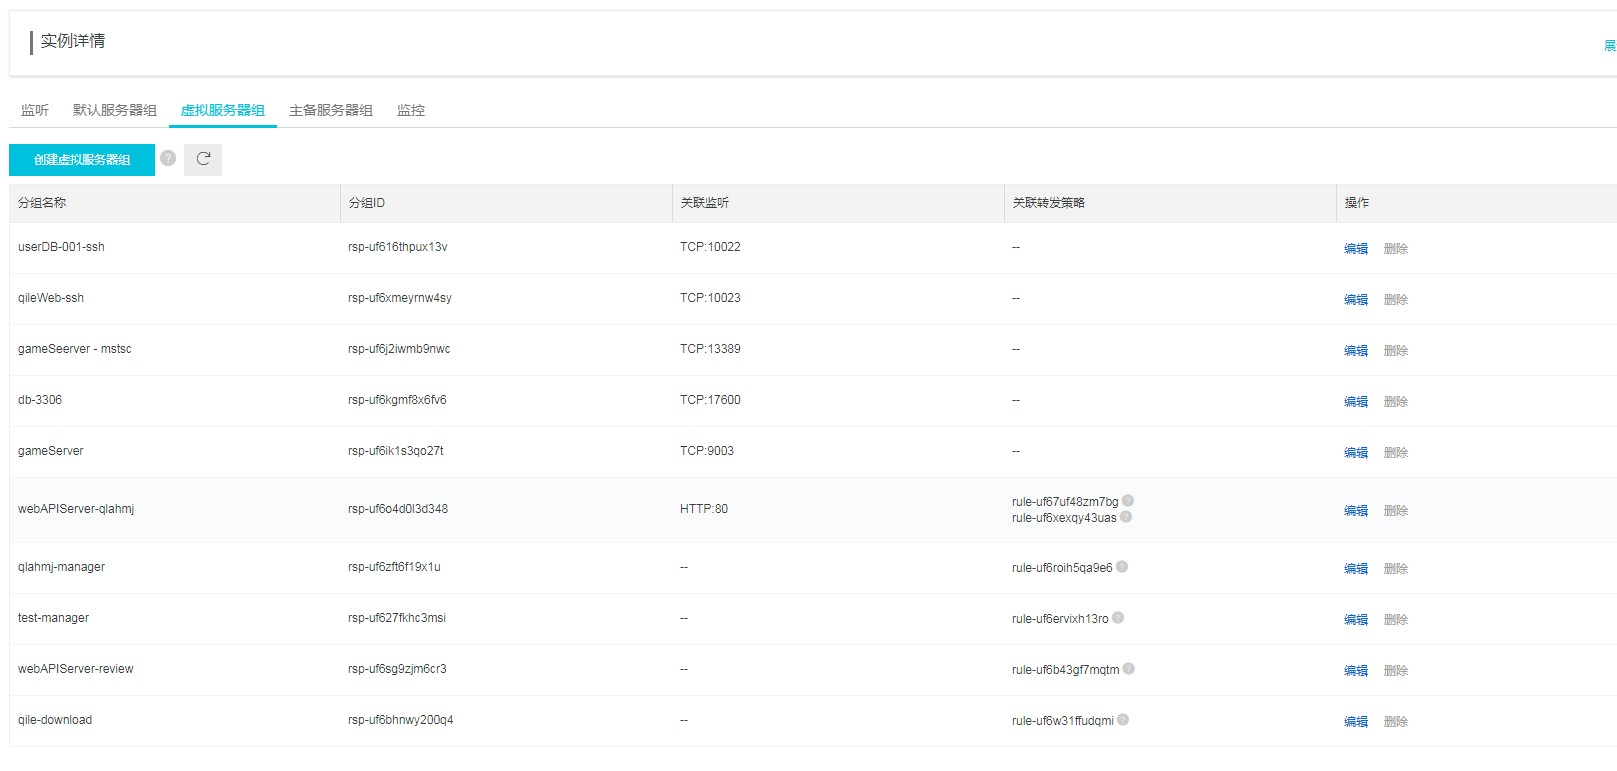 实例详情
展
监听 默认服务器组 虚拟服务器组 主备服务器组 监控
创建虚拟服务器组 ?
分组名称 分组ID 关联监听 关联转发策略 操作
userDB-001-ssh rsp-uf616thpux13v TCP:10022 -- 编辑 删除
qileWeb-ssh rsp-uf6xmeyrnw4sy TCP:10023 -- 编辑 删除
gameSeerver - mstsc rsp-uf6j2iwmb9nwc TCP:13389 -- 编辑 删除
db-3306 rsp-uf6kgmf8x6fv6 TCP:17600 -- 编辑 删除
gameServer rsp-uf6ik1s3qo27t TCP:9003 -- 编辑 删除
webAPIServer-qlahmj rsp-uf6o4d0l3d348 HTTP:80 rule-uf67uf48zm7bg ? 编辑 删除
rule-uf6xexqy43uas ?
qlahmj-manager rsp-uf6zft6f19x1u -- rule-uf6roih5qa9e6 ? 编辑 删除
test-manager rsp-uf627fkhc3msi -- rule-uf6ervixh13ro ? 编辑 删除
webAPIServer-review rsp-uf6sg9zjm6cr3 -- rule-uf6b43gf7mqtm ? 编辑 删除
qile-download rsp-uf6bhnwy200q4 -- rule-uf6w31ffudqmi ? 编辑 删除